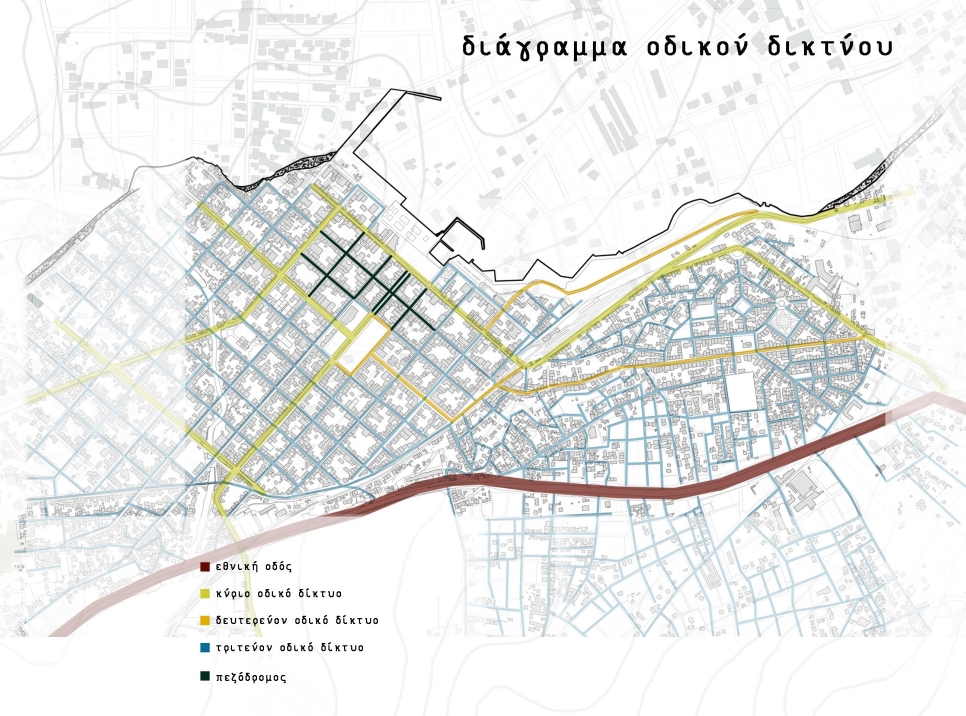 διάγραμμα οδικού δικτύου
εθνική οδός
κύριο οδικό δίκτυο
δευτερεύον οδικό δίκτυο
τριτεύον οδικό δίκτυο
πεζόδρομος